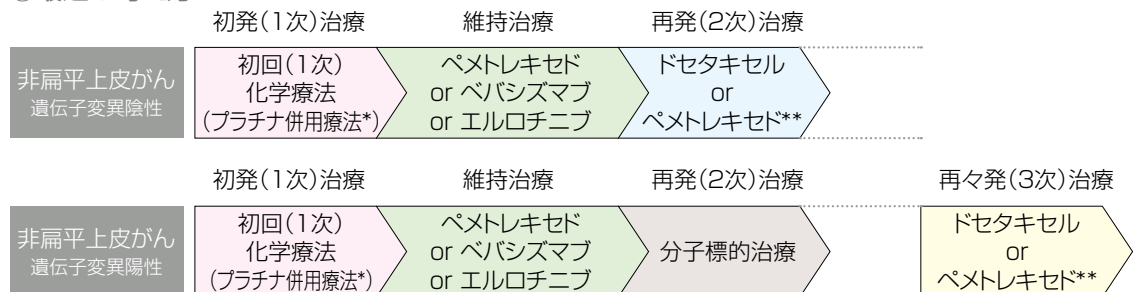 初発(1次)治療 維持治療 再発(2次)治療
非扁平上皮がん
遺伝子変異陰性
初回(1次)
化学療法
(プラチナ併用療法*)
ペメトレキセド
or ベバシズマブ
or エルロチニブ
ドセタキセル
or
ペメトレキセド**
初発(1次)治療 維持治療 再発(2次)治療 再々発(3次)治療
非扁平上皮がん
遺伝子変異陽性
初回(1次)
化学療法
(プラチナ併用療法*)
ペメトレキセド
or ベバシズマブ
or エルロチニブ
分子標的治療
ドセタキセル
or
ペメトレキセド**